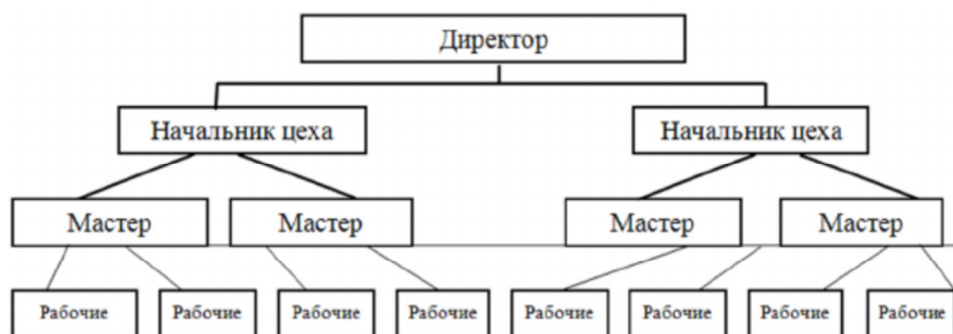 Директор
Начальник цеха
Начальник цеха
Мастер
Мастер
Мастер
Мастер
Рабочие
Рабочие
Рабочие
Рабочие
Рабочие
Рабочие
Рабочие
Рабочие